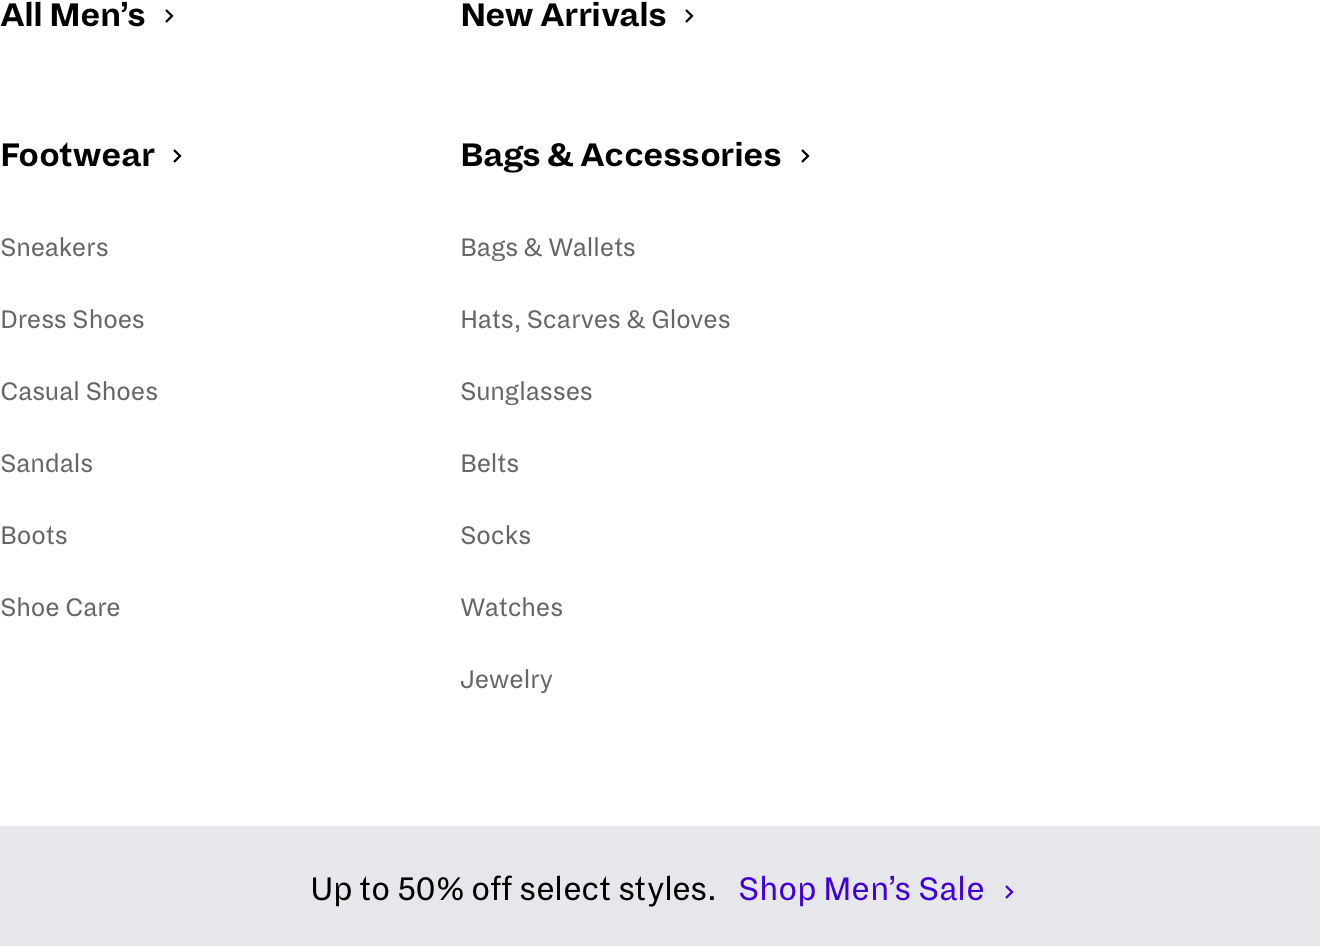 All Men’s
New Arrivals
Footwear
Sneakers
Dress Shoes
Casual Shoes
Sandals
Boots
Shoe Care
Bags & Accessories
Bags & Wallets
Hats, Scarves & Gloves
Sunglasses
Belts
Socks
Watches
Jewelry
Up to 50% off select styles. Shop Men’s Sale